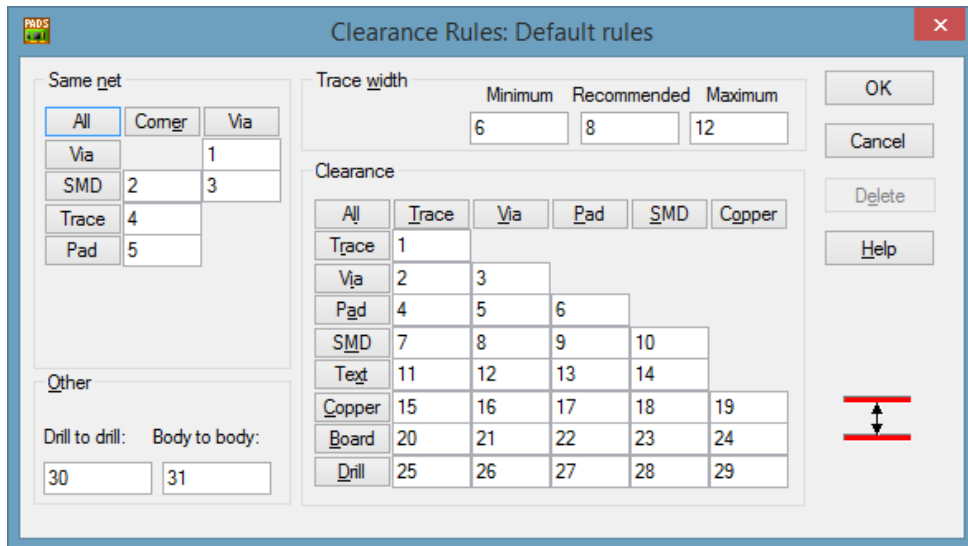 PADS
Clearance Rules: Default rules
Same net
All Corner Via
Via 1
SMD 2 3
Trace 4
Pad 5
Other
Drill to drill: Body to body:
30 31
Trace width
Minimum Recommended Maximum
6 8 12
Clearance
All Trace Via Pad SMD Copper
Trace 1
Via 2 3
Pad 4 5 6
SMD 7 8 9 10
Text 11 12 13 14
Copper 15 16 17 18 19
Board 20 21 22 23 24
Drill 25 26 27 28 29
OK
Cancel
Delete
Help